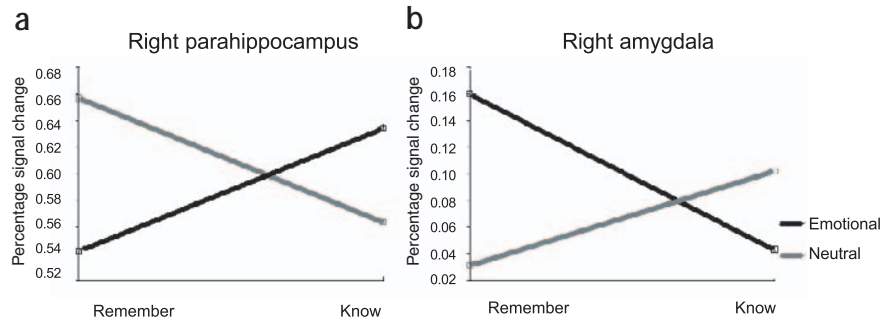 a
Right parahippocampus
Percentage signal change
0.68
0.66
0.64
0.62
0.60
0.58
0.56
0.54
0.52
Remember Know
b
Right amygdala
Percentage signal change
0.18
0.16
0.14
0.12
0.10
0.08
0.06
0.04
0.02
Remember Know
Emotional
Neutral